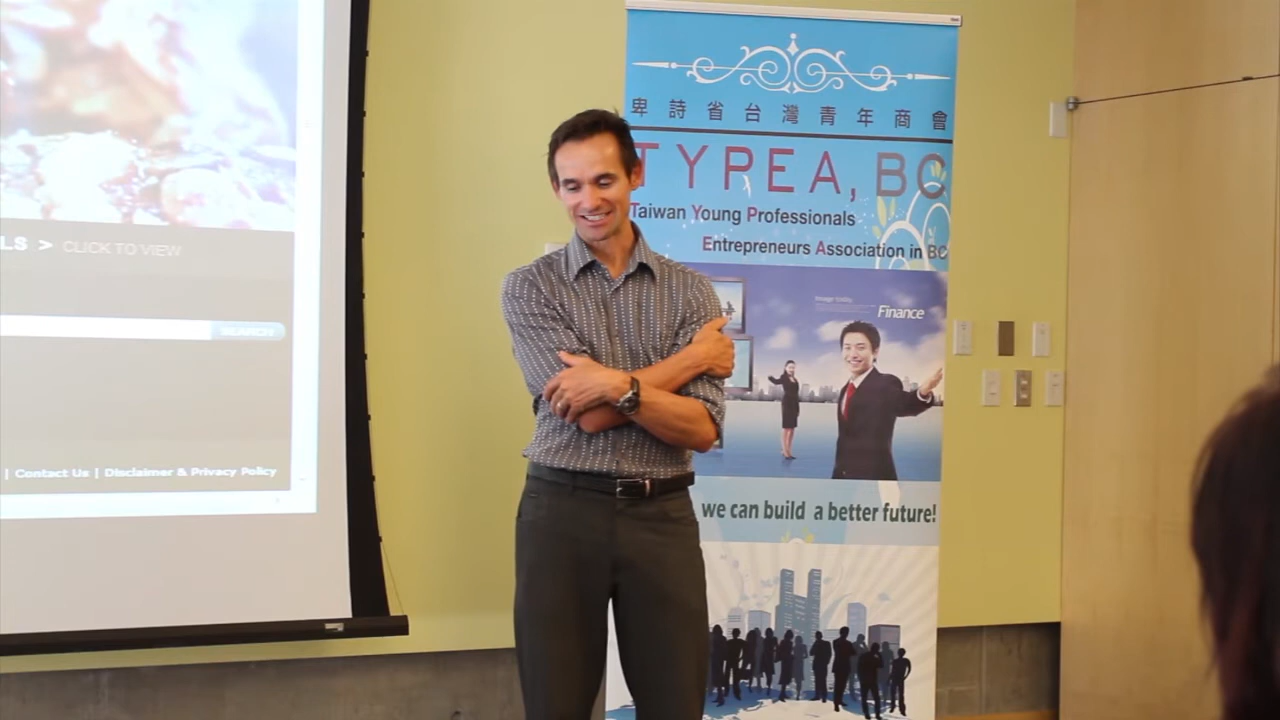 LS > CLICK TO VIEW
SEARCH
| Contact Us | Disclaimer & Privacy Policy
卑詩省台灣青年商會
TYPEA, BC
Taiwan Young Professionals
Entrepreneurs Association in BC
Finance
we can build a better future!